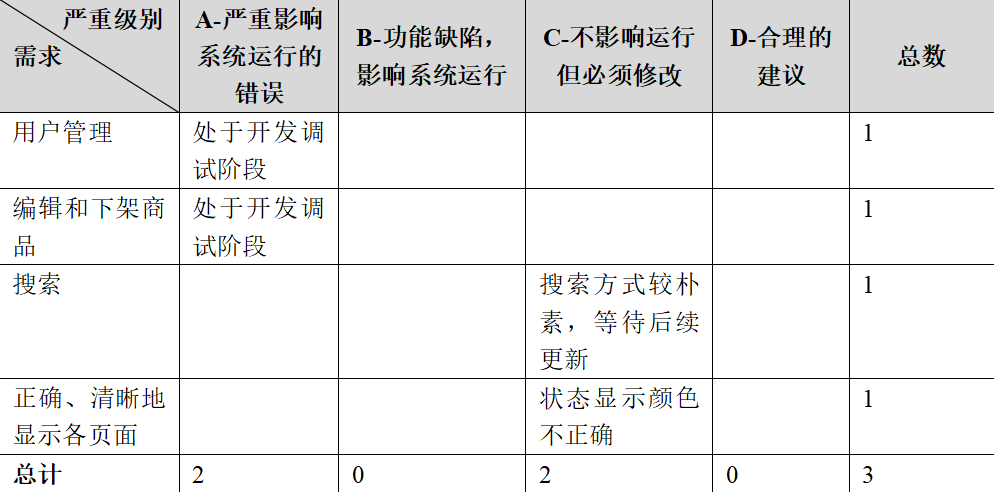 严重级别
需求
A-严重影响
系统运行的
错误
B-功能缺陷，
影响系统运行
C-不影响运行
但必须修改
D-合理的
建议
总数
用户管理
处于开发调
试阶段
1
编辑和下架商
品
处于开发调
试阶段
1
搜索
搜索方式较朴
素，等待后续
更新
1
正确、清晰地
显示各页面
状态显示颜色
不正确
1
总计
2
0
2
0
3